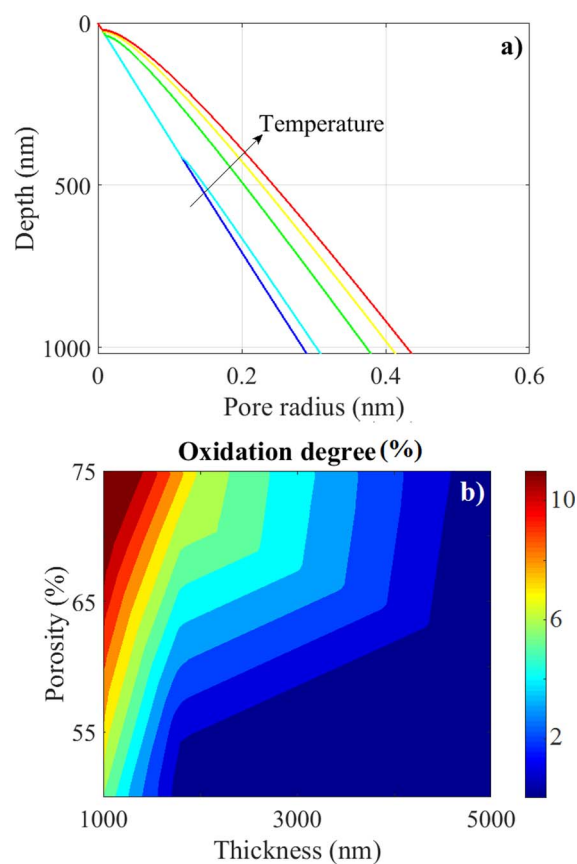 0
a)
Temperature
500
1000
Depth (nm)
0 0.2 0.4 0.6
Pore radius (nm)
Oxidation degree (%)
75
b)
10
65
6
55
2
Porosity (%)
1000 3000 5000
Thickness (nm)